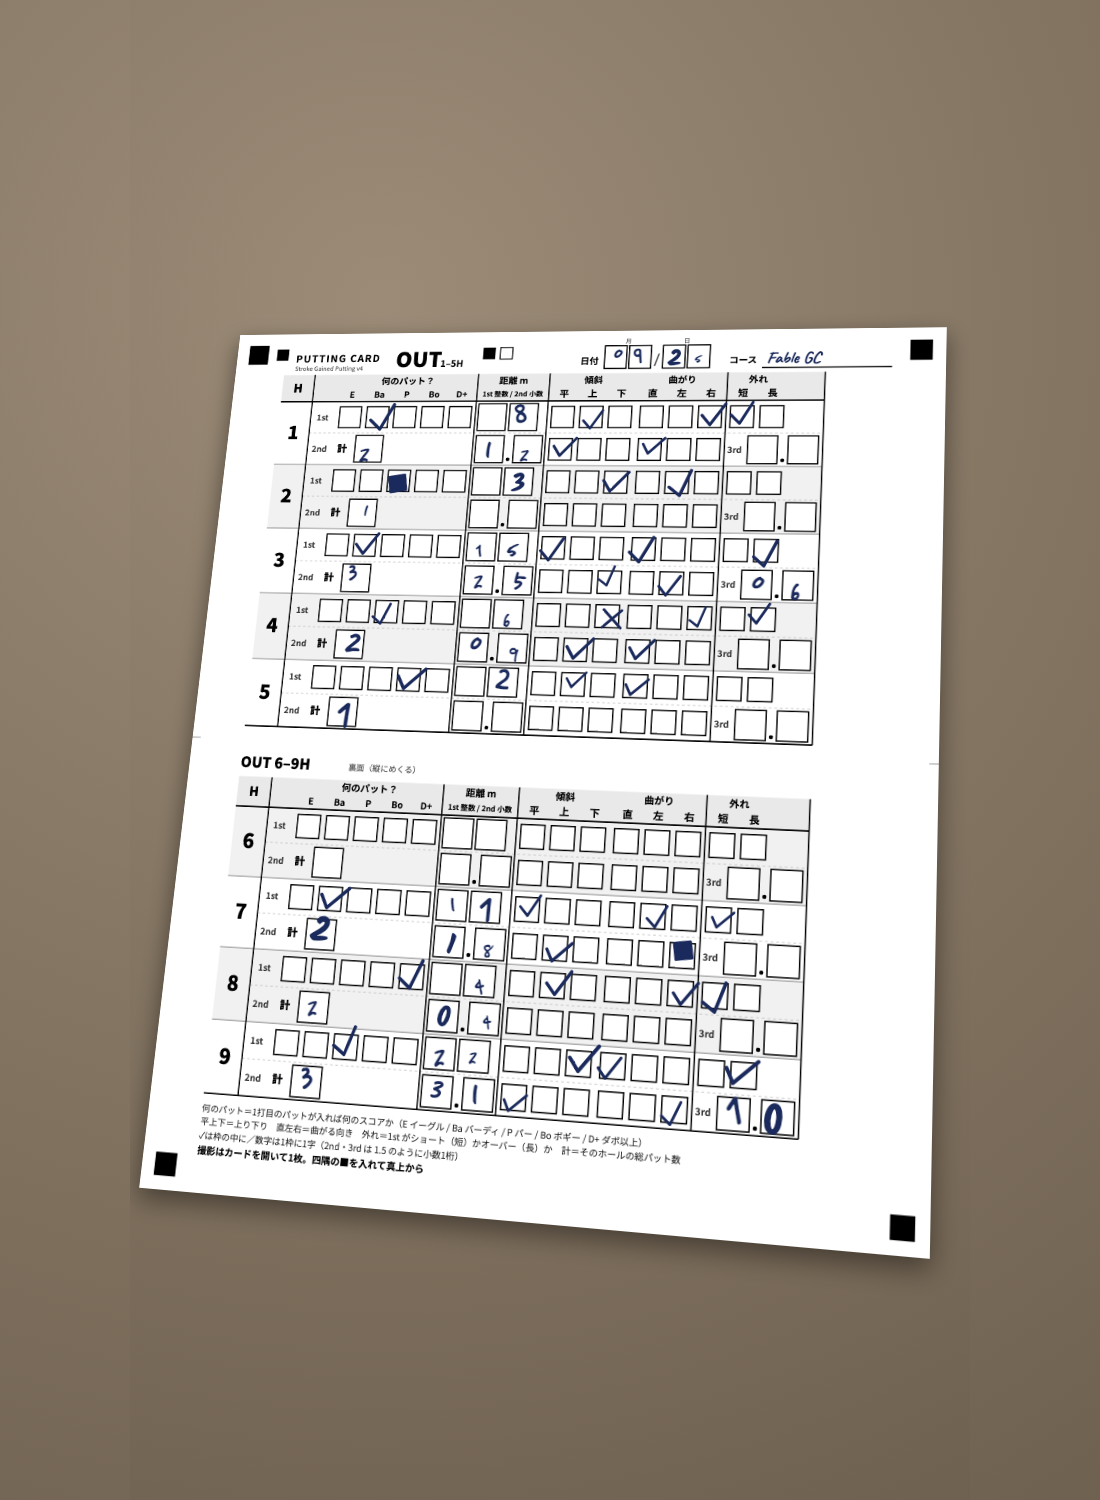 PUTTING CARD OUT 1–5H 日付 月 09 / 日 25 コース Fable GC
Stroke Gained Putting v4
H 何のパット？ 距離 m 傾斜 曲がり 外れ
E Ba P Bo D+ 1st 整数 / 2nd 小数 平 上 下 直 左 右 短 長
1 1st ✓ 8 ✓ ✓ ✓
2nd 計 2 1.2 ✓ ✓ 3rd .
2 1st ■ 3 ✓ ✓
2nd 計 1 . 3rd .
3 1st ✓ 15 ✓ ✓ ✓
2nd 計 3 2.5 ✓ ✓ 3rd 0.6
4 1st ✓ 6 ✗ ✓ ✓
2nd 計 2 0.9 ✓ ✓ 3rd .
5 1st ✓ 2 ✓ ✓
2nd 計 1 . 3rd .
OUT 6–9H 裏面（縦にめくる）
H 何のパット？ 距離 m 傾斜 曲がり 外れ
E Ba P Bo D+ 1st 整数 / 2nd 小数 平 上 下 直 左 右 短 長
6 1st
2nd 計 . 3rd .
7 1st ✓ 11 ✓ ✓ ✓
2nd 計 2 1.8 ✓ ■ 3rd .
8 1st ✓ 4 ✓ ✓ ✓
2nd 計 2 0.4 3rd .
9 1st ✓ 22 ✓ ✓ ✓
2nd 計 3 3.1 ✓ ✓ 3rd 1.0
何のパット＝1打目のパットが入れば何のスコアか（E イーグル / Ba バーディ / P パー / Bo ボギー / D+ ダボ以上）
平上下＝上り下り 直左右＝曲がる向き 外れ＝1st がショート（短）かオーバー（長）か 計＝そのホールの総パット数
✓は枠の中に／数字は1枠に1字（2nd・3rd は 1.5 のように小数1桁）
撮影はカードを開いて1枚。四隅の■を入れて真上から